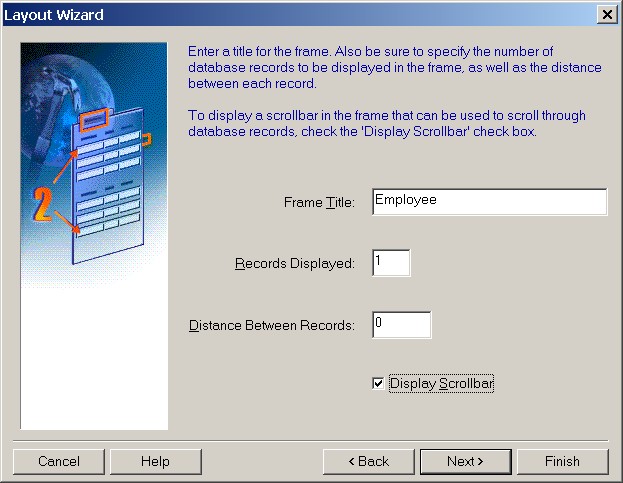 Layout Wizard
Enter a title for the frame. Also be sure to specify the number of
database records to be displayed in the frame, as well as the distance
between each record.
To display a scrollbar in the frame that can be used to scroll through
database records, check the 'Display Scrollbar' check box.
2
Frame Title: Employee
Records Displayed: 1
Distance Between Records: 0
Display Scrollbar
Cancel Help < Back Next > Finish